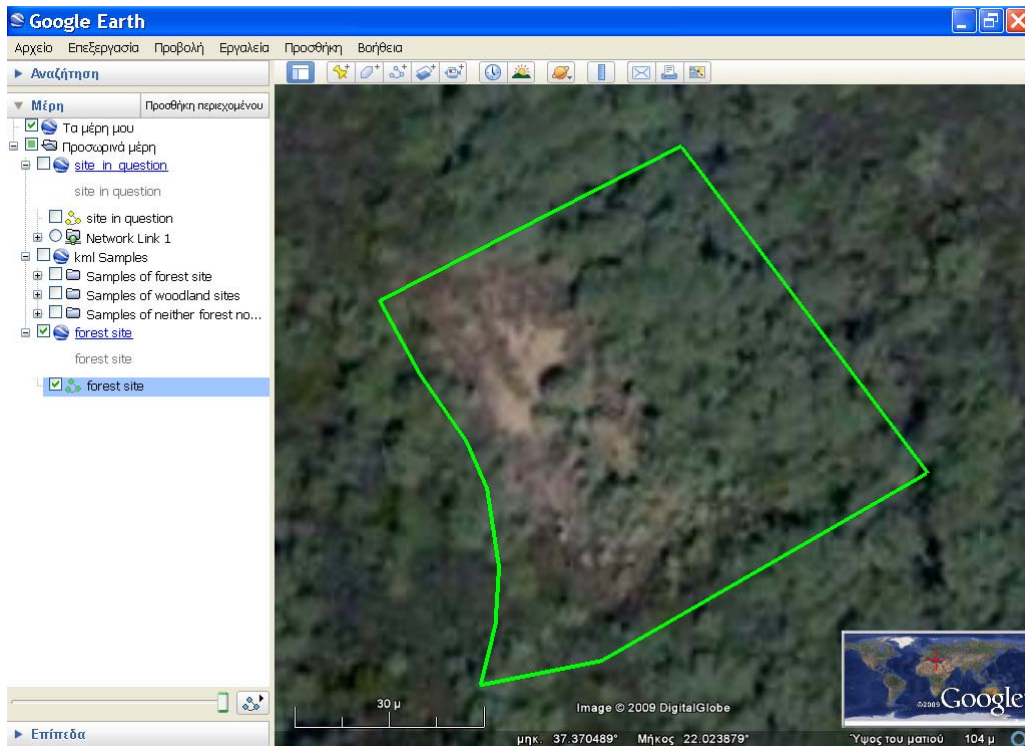 Google Earth
Αρχείο Επεξεργασία Προβολή Εργαλεία Προσθήκη Βοήθεια
Αναζήτηση
Μέρη Προσθήκη περιεχομένου
Τα μέρη μου
Προσωρινά μέρη
site in question
site in question
site in question
Network Link 1
kml Samples
Samples of forest site
Samples of woodland sites
Samples of neither forest no...
forest site
forest site
forest site
Επίπεδα
30 μ
Image © 2009 DigitalGlobe
©2009 Google
μηκ. 37.370489° Μήκος 22.023879° Ύψος του ματιού 104 μ